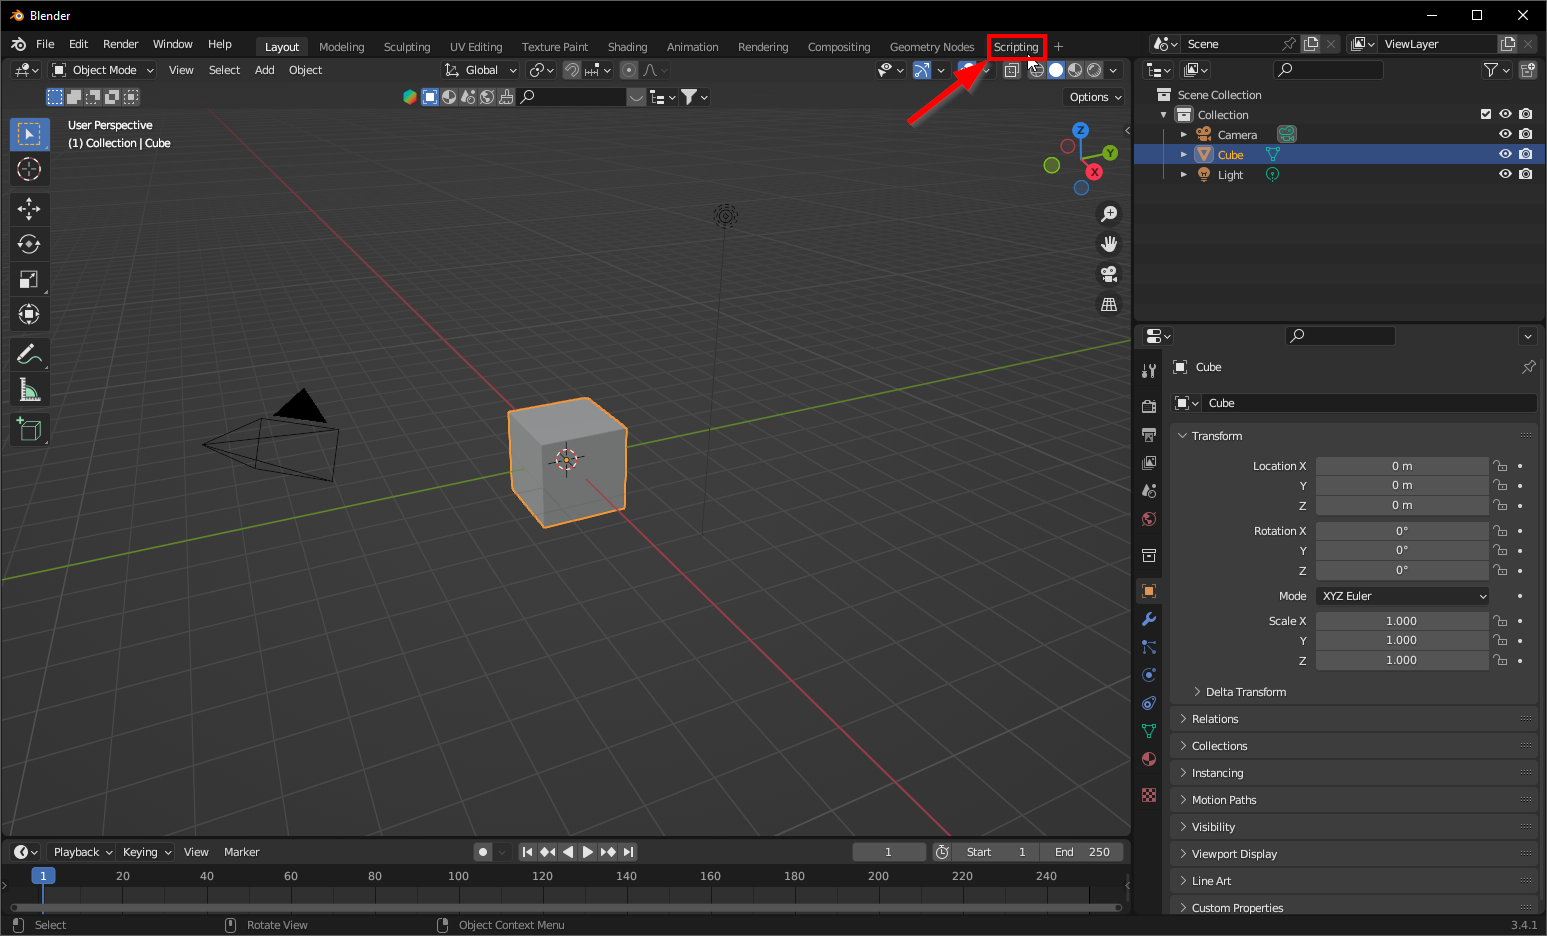 Blender
File Edit Render Window Help Layout Modeling Sculpting UV Editing Texture Paint Shading Animation Rendering Compositing Geometry Nodes Scripting + Scene ViewLayer
Object Mode View Select Add Object Global
Options
User Perspective
(1) Collection | Cube
Z
Y
X
Scene Collection
Collection
Camera
Cube
Light
Cube
Cube
Transform
Location X 0 m
Y 0 m
Z 0 m
Rotation X 0°
Y 0°
Z 0°
Mode XYZ Euler
Scale X 1.000
Y 1.000
Z 1.000
Delta Transform
Relations
Collections
Instancing
Motion Paths
Visibility
Viewport Display
Line Art
Custom Properties
Playback Keying View Marker 1 Start 1 End 250
1 20 40 60 80 100 120 140 160 180 200 220 240
Select Rotate View Object Context Menu 3.4.1